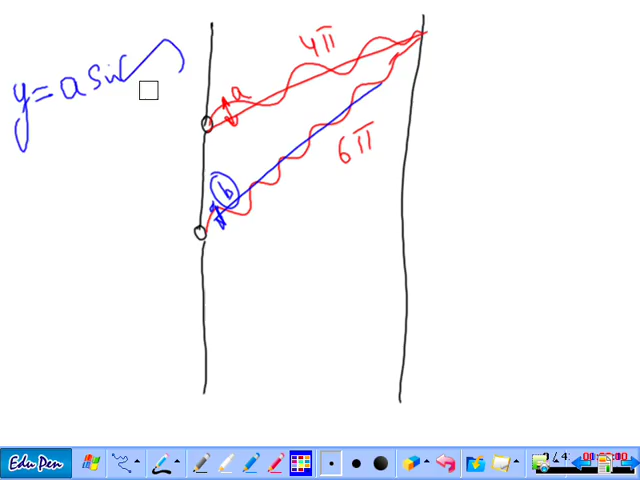 4π
y = a sin
a
6π
b
Edu Pen